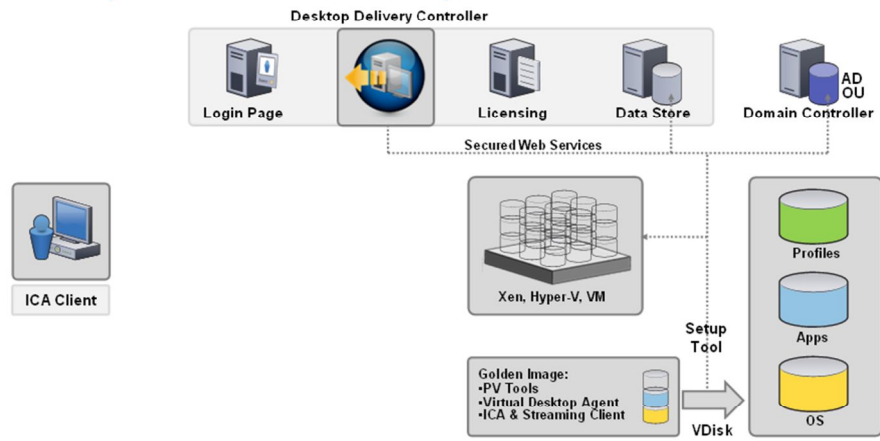 Desktop Delivery Controller
Login Page
Licensing
Data Store
Domain Controller
AD
OU
Secured Web Services
ICA Client
Xen, Hyper-V, VM
Profiles
Apps
OS
Setup
Tool
Golden Image:
•PV Tools
•Virtual Desktop Agent
•ICA & Streaming Client
VDisk